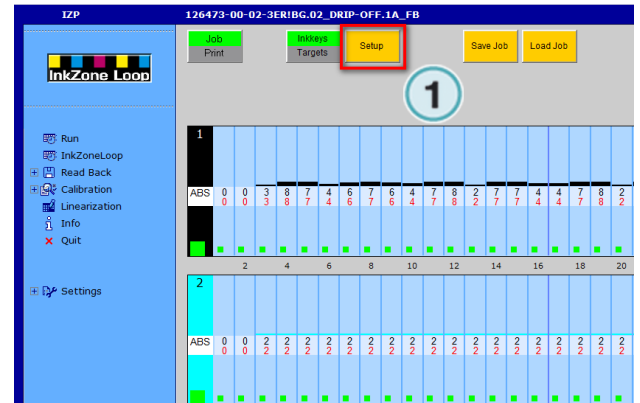 IZP 126473-00-02-3ER!BG.02_DRIP-OFF.1A_FB
Job Inkkeys Setup Save Job Load Job
Print Targets
InkZone Loop
1
Run
InkZoneLoop
Read Back
Calibration
Linearization
Info
Quit
Settings
1
ABS 0 0 3 8 7 4 6 7 6 4 7 8 2 7 7 4 4 7 8 2
0 0 3 8 7 4 6 7 6 4 7 8 2 7 7 4 4 7 8 2
2 4 6 8 10 12 14 16 18 20
2
ABS 0 0 2 2 2 2 2 2 2 2 2 2 2 2 2 2 2 2 2 2
0 0 2 2 2 2 2 2 2 2 2 2 2 2 2 2 2 2 2 2